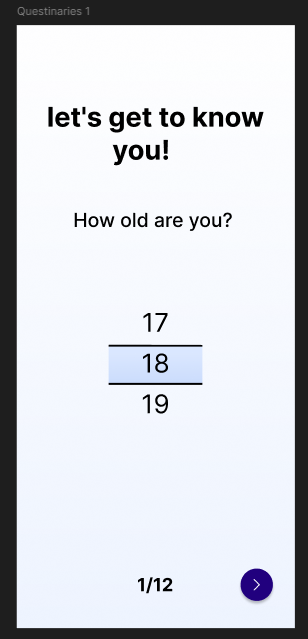 Questinaries 1
let's get to know
you!
How old are you?
17
18
19
1/12